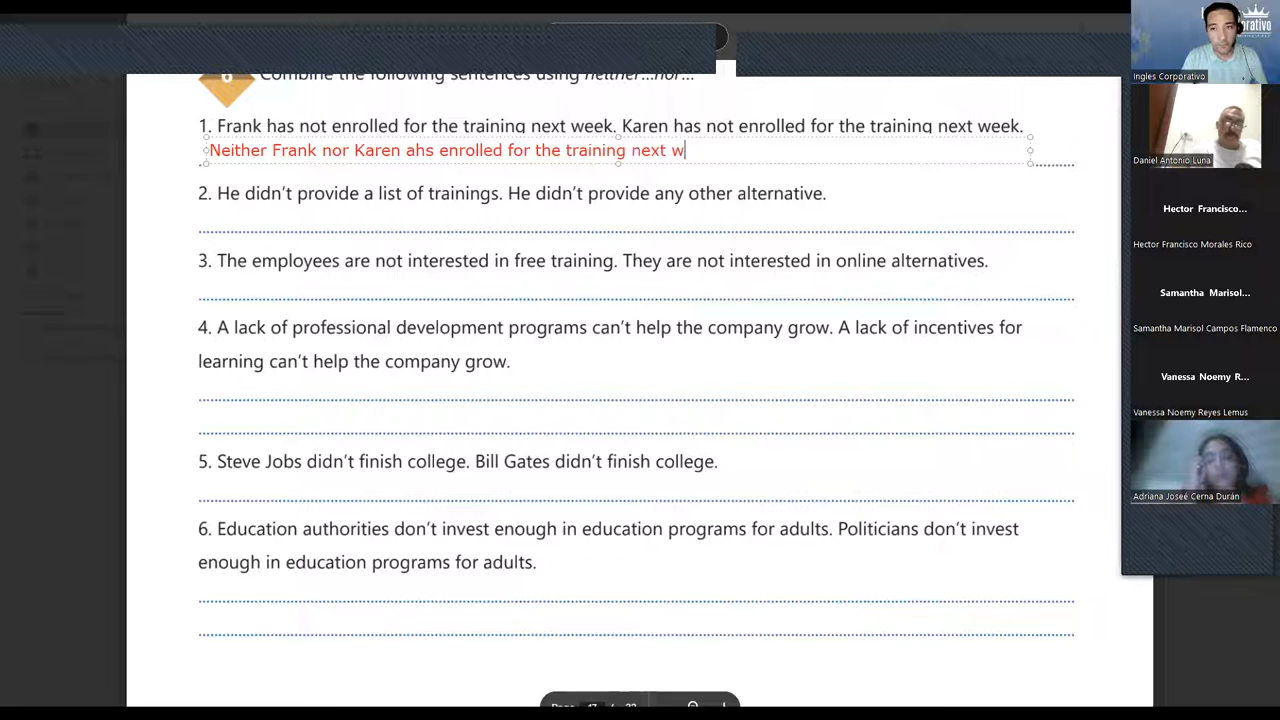 Combine the following sentences using neither...nor...
1. Frank has not enrolled for the training next week. Karen has not enrolled for the training next week.
Neither Frank nor Karen ahs enrolled for the training next w
2. He didn't provide a list of trainings. He didn't provide any other alternative.
3. The employees are not interested in free training. They are not interested in online alternatives.
4. A lack of professional development programs can't help the company grow. A lack of incentives for
learning can't help the company grow.
5. Steve Jobs didn't finish college. Bill Gates didn't finish college.
6. Education authorities don't invest enough in education programs for adults. Politicians don't invest
enough in education programs for adults.
Page 17 / 22
Ingles Corporativo
Daniel Antonio Luna
Hector Francisco...
Hector Francisco Morales Rico
Samantha Marisol...
Samantha Marisol Campos Flamenco
Vanessa Noemy R...
Vanessa Noemy Reyes Lemus
Adriana Joseé Cerna Durán